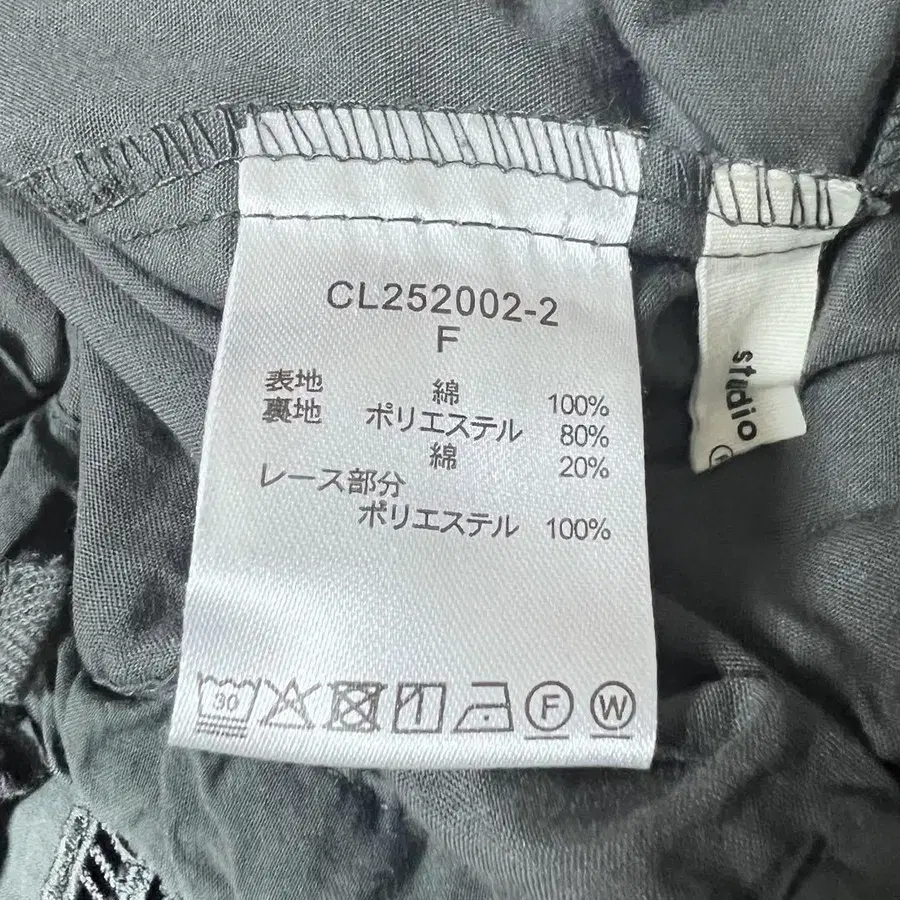 CL252002-2
F
表地 綿 100%
裏地 ポリエステル 80%
綿 20%
レース部分
ポリエステル 100%
30
F
W
studio